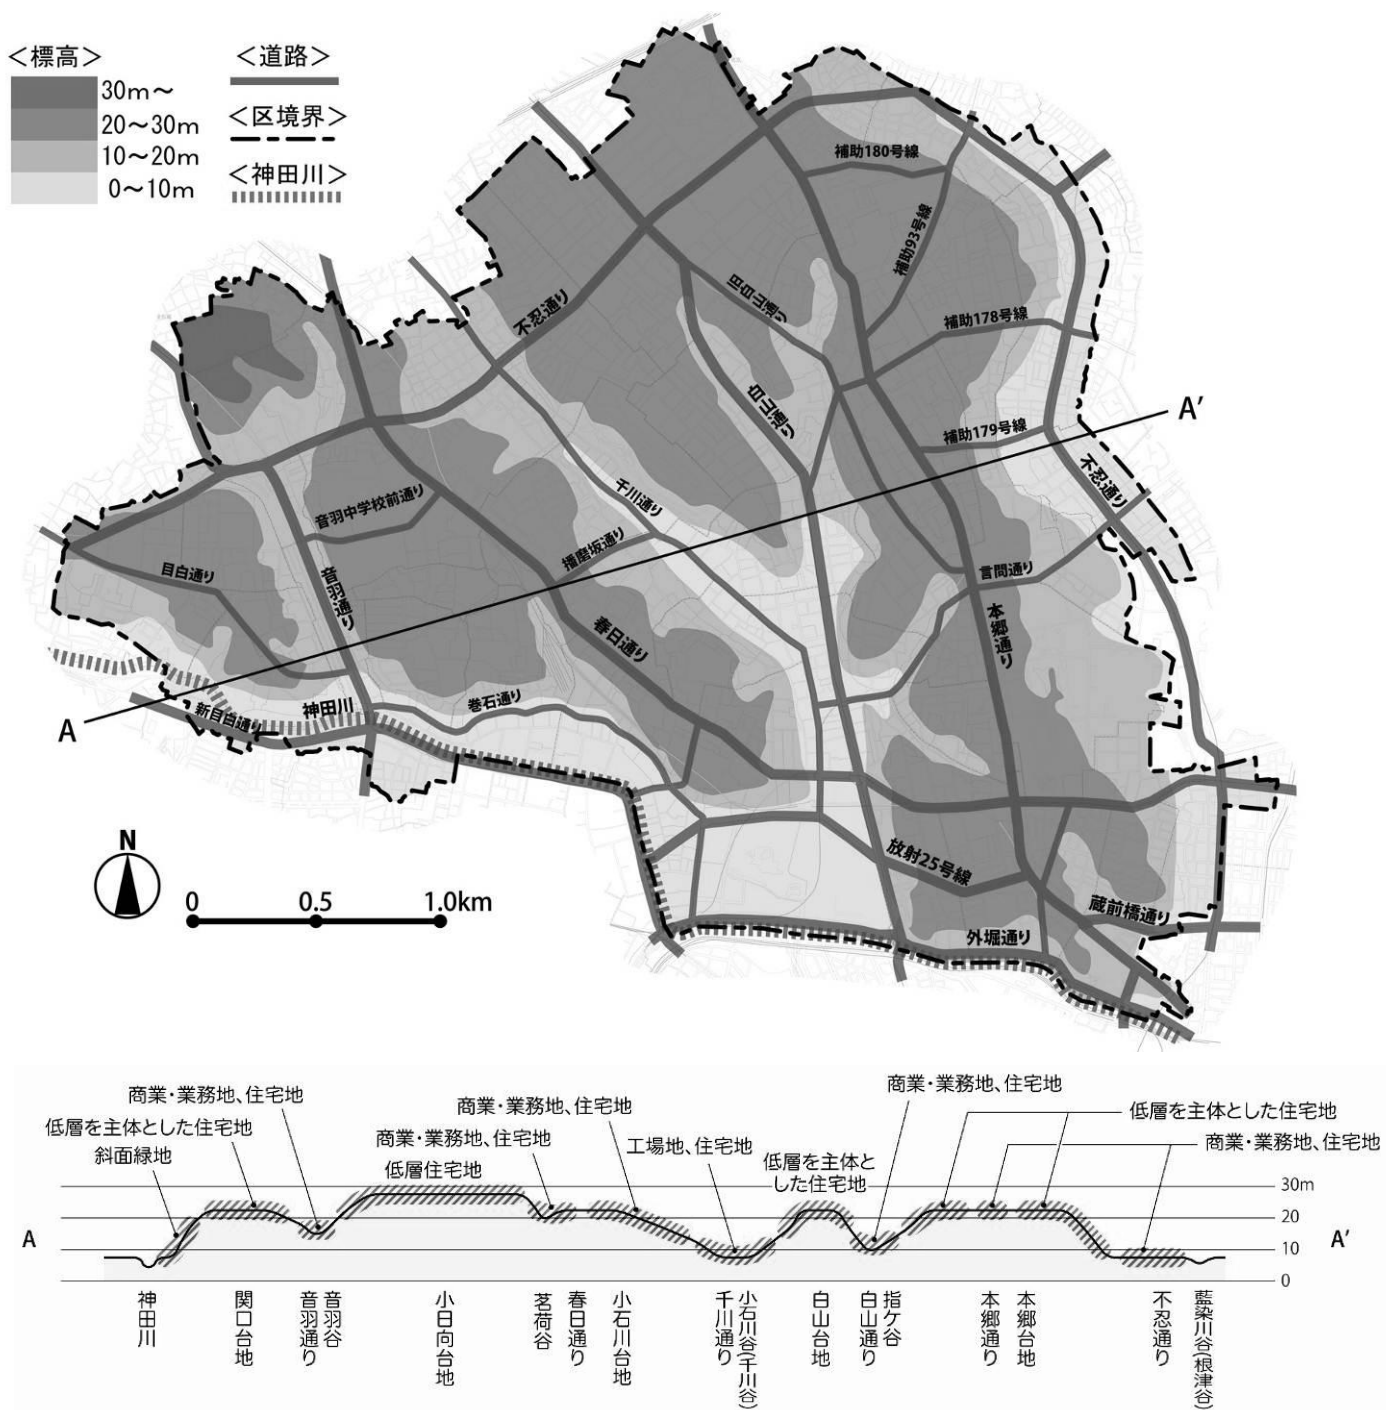 ＜標高＞
30m～
20～30m
10～20m
0～10m
＜道路＞
＜区境界＞
＜神田川＞
補助180号線
補助93号線
旧白山通り
不忍通り
補助178号線
白山通り
補助179号線
A'
不忍通り
千川通り
音羽中学校前通り
播磨坂通り
目白通り
音羽通り
言問通り
本郷通り
春日通り
巻石通り
神田川
新目白通り
A
放射25号線
蔵前橋通り
外堀通り
N
0
0.5
1.0km
商業・業務地、住宅地
低層を主体とした住宅地
斜面緑地
商業・業務地、住宅地
商業・業務地、住宅地
低層住宅地
工場地、住宅地
低層を主体と
した住宅地
商業・業務地、住宅地
低層を主体とした住宅地
商業・業務地、住宅地
30m
20
10
0
A
A'
神田川
関口台地
音羽通り
音羽谷
小日向台地
茗荷谷
春日通り
小石川台地
千川通り
小石川谷(千川谷)
白山台地
白山通り
指ケ谷
本郷通り
本郷台地
不忍通り
藍染川谷(根津谷)